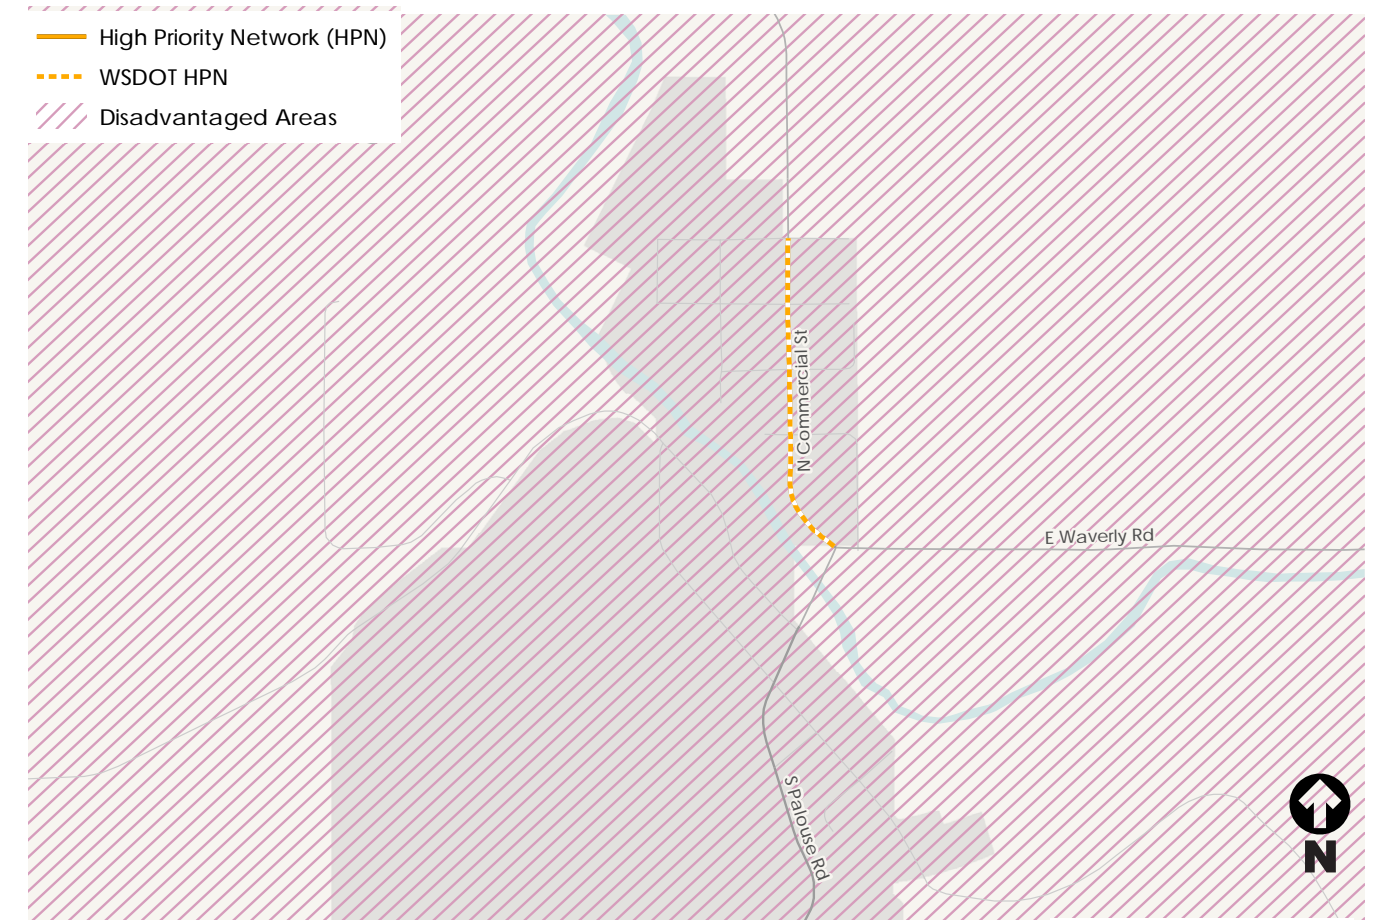 High Priority Network (HPN)
WSDOT HPN
Disadvantaged Areas
N Commercial St
E Waverly Rd
S Palouse Rd
N